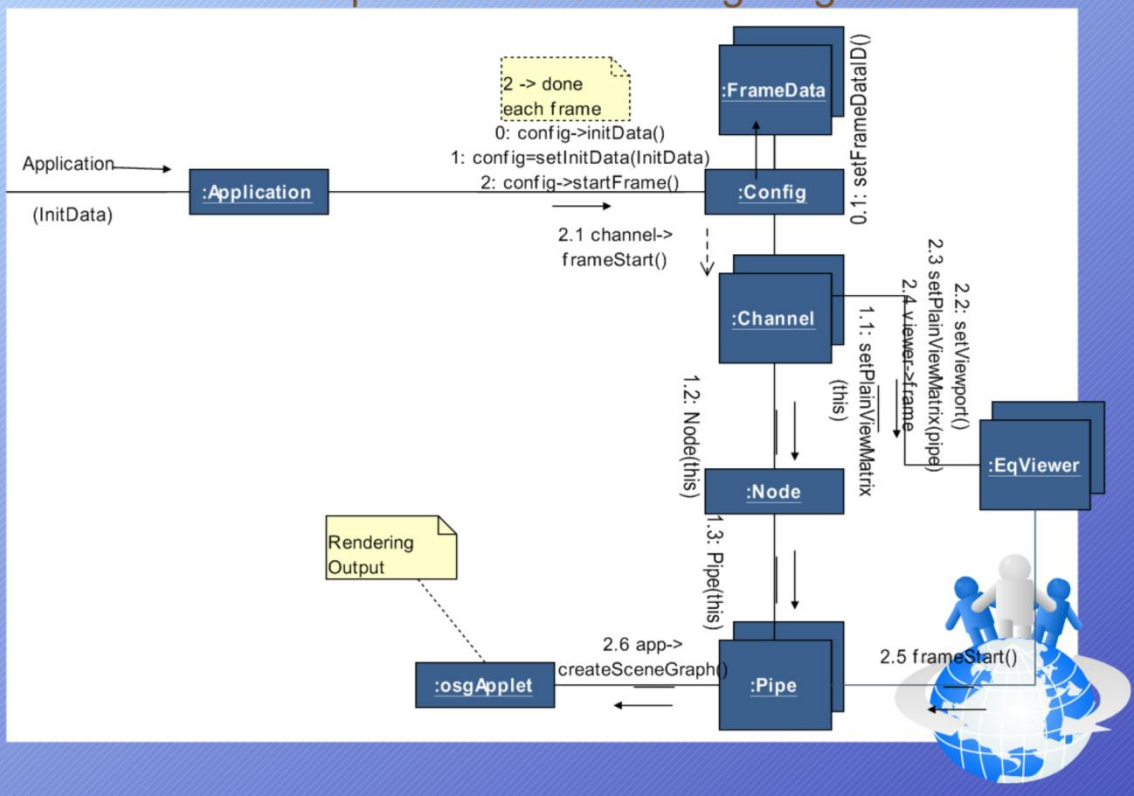 2 -> done
each frame
:FrameData
0.1: setFrameDataID()
0: config->initData()
1: config=setInitData(InitData)
2: config->startFrame()
Application
(InitData)
:Application
:Config
2.1 channel->
frameStart()
:Channel
1.1: setPlainViewMatrix
(this)
2.2: setViewport()
2.3 setPlainViewMatrix(pipe)
2.4 viewer->frame
:EqViewer
1.2: Node(this)
:Node
1.3: Pipe(this)
Rendering
Output
2.6 app->
createSceneGraph()
:osgApplet
:Pipe
2.5 frameStart()